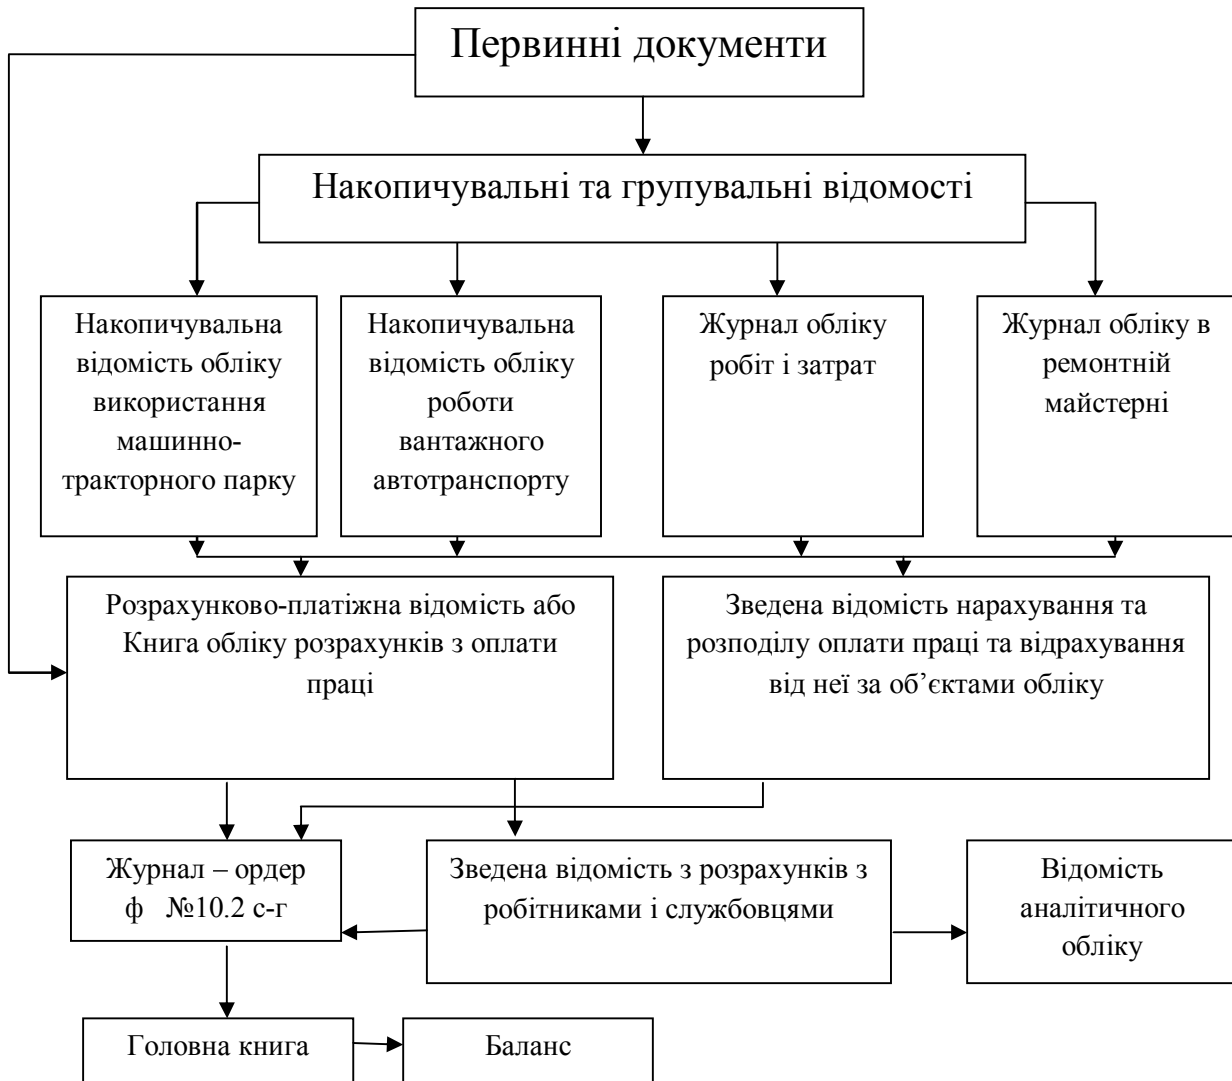 Первинні документи
Накопичувальні та групувальні відомості
Накопичувальна
відомість обліку
використання
машинно-
тракторного парку
Накопичувальна
відомість обліку
роботи
вантажного
автотранспорту
Журнал обліку
робіт і затрат
Журнал обліку в
ремонтній
майстерні
Розрахунково-платіжна відомість або
Книга обліку розрахунків з оплати
праці
Зведена відомість нарахування та
розподілу оплати праці та відрахування
від неї за об’єктами обліку
Журнал – ордер
ф №10.2 с-г
Зведена відомість з розрахунків з
робітниками і службовцями
Відомість
аналітичного
обліку
Головна книга
Баланс